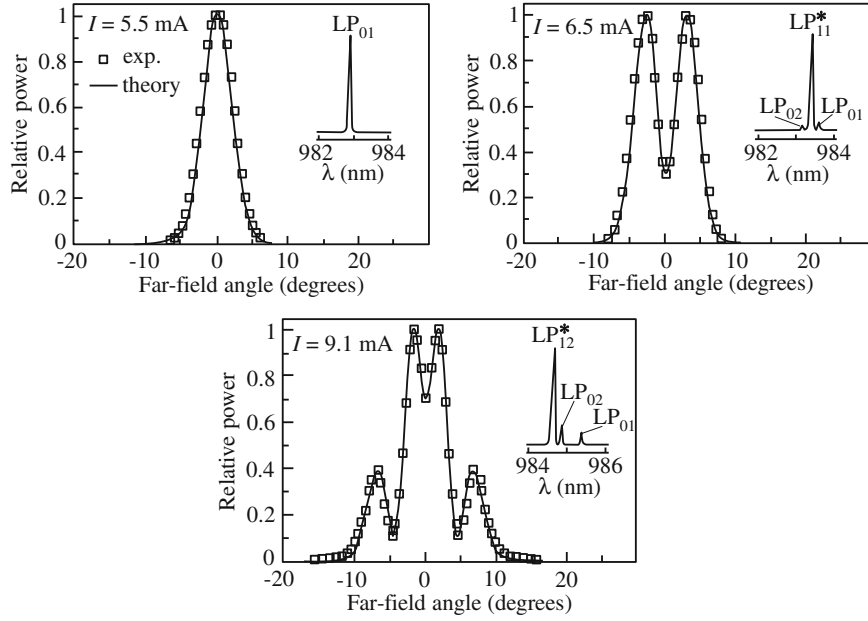 I = 5.5 mA
exp.
theory
LP01
982 984
λ (nm)
1
0.8
0.6
0.4
0.2
0
Relative power
-20 -10 0 10 20
Far-field angle (degrees)
I = 6.5 mA
LP*11
LP02 LP01
982 984
λ (nm)
1
0.8
0.6
0.4
0.2
0
Relative power
-20 -10 0 10 20
Far-field angle (degrees)
I = 9.1 mA
LP*12
LP02
LP01
984 986
λ (nm)
1
0.8
0.6
0.4
0.2
0
Relative power
-20 -10 0 10 20
Far-field angle (degrees)